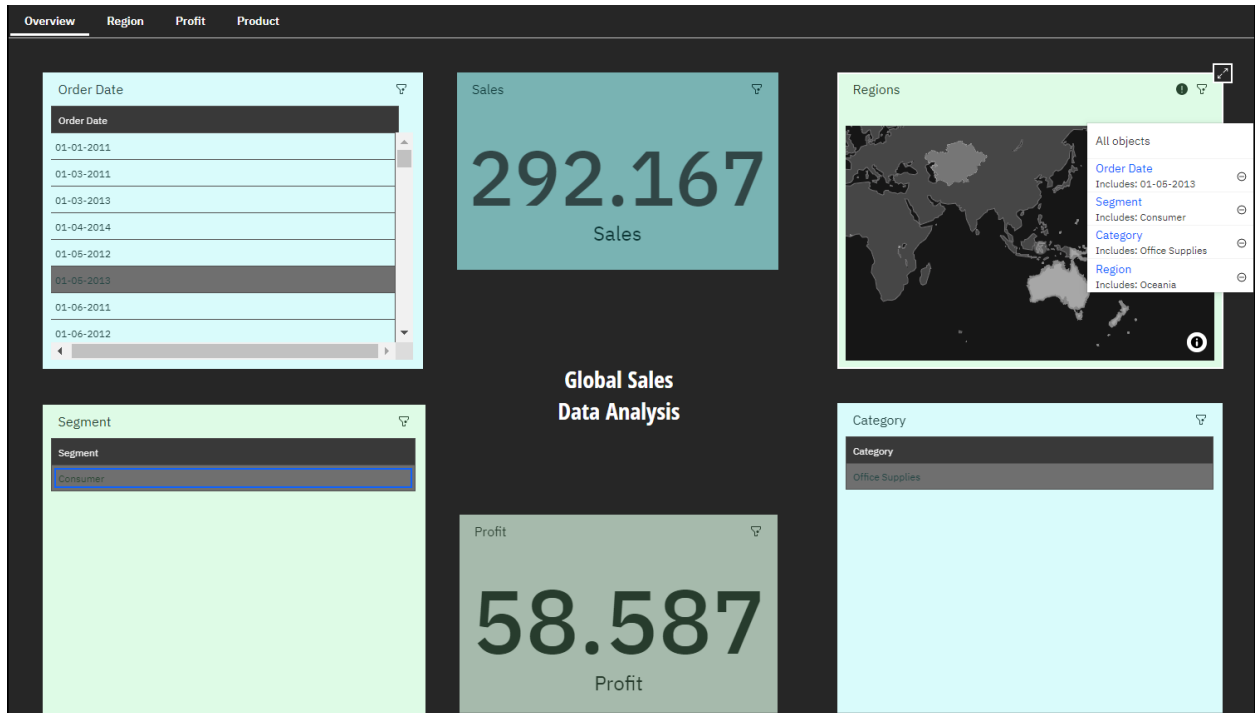 Overview Region Profit Product
Order Date
Order Date
01-01-2011
01-03-2011
01-03-2013
01-04-2014
01-05-2012
01-05-2013
01-06-2011
01-06-2012
Sales
292.167
Sales
Regions
All objects
Order Date
Includes: 01-05-2013
Segment
Includes: Consumer
Category
Includes: Office Supplies
Region
Includes: Oceania
Global Sales
Data Analysis
Segment
Segment
Consumer
Profit
58.587
Profit
Category
Category
Office Supplies